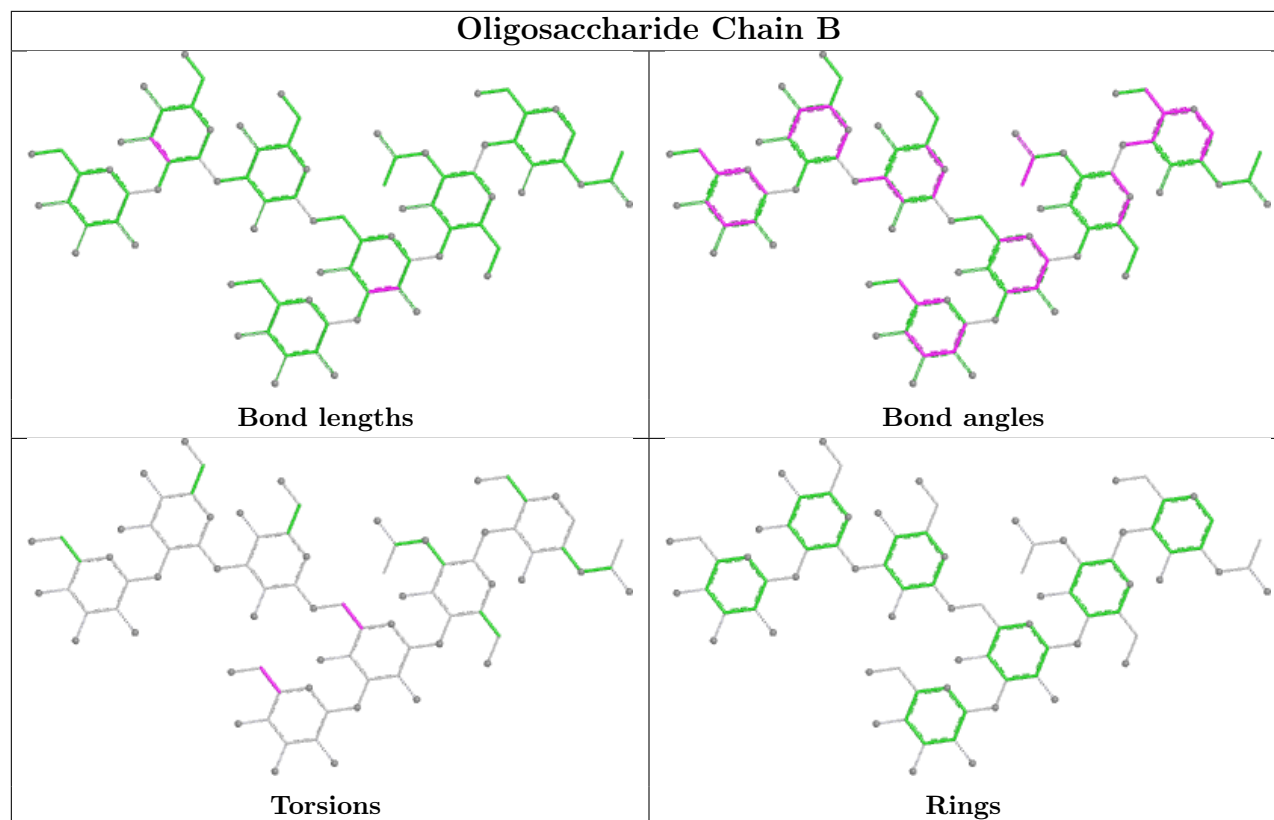 Oligosaccharide Chain B
Bond lengths
Bond angles
Torsions
Rings